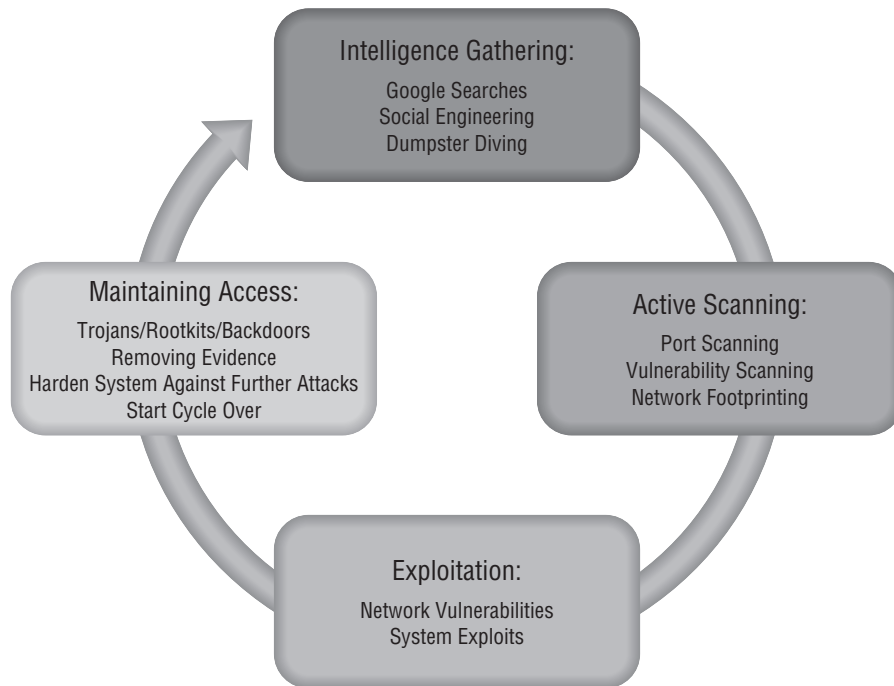 Intelligence Gathering:
Google Searches
Social Engineering
Dumpster Diving
Active Scanning:
Port Scanning
Vulnerability Scanning
Network Footprinting
Exploitation:
Network Vulnerabilities
System Exploits
Maintaining Access:
Trojans/Rootkits/Backdoors
Removing Evidence
Harden System Against Further Attacks
Start Cycle Over